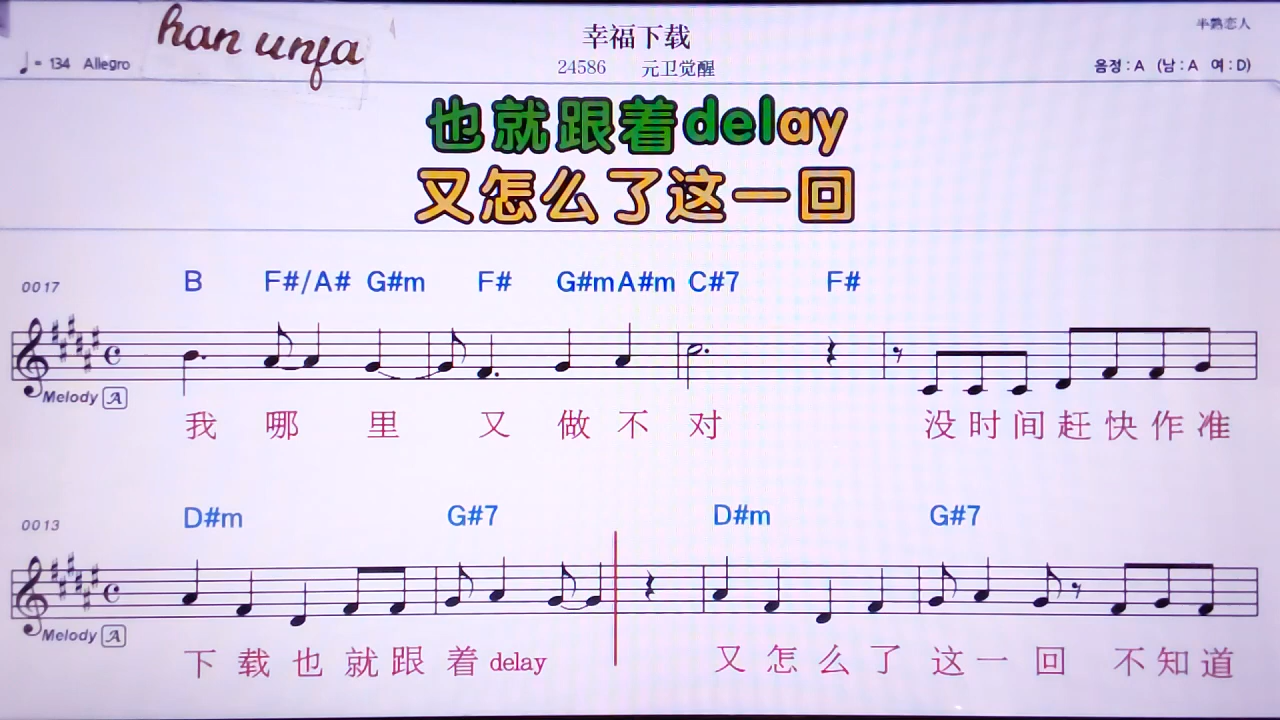 han unfa
幸福下载
半熟恋人
♩= 134 Allegro
24586 元卫觉醒
음정 : A (남 : A 여 : D)
也就跟着delay
又怎么了这一回
0017 B F#/A# G#m F# G#m A#m C#7 F#
Melody A
我 哪 里 又 做 不 对 没 时 间 赶 快 作 准
0013 D#m G#7 D#m G#7
Melody A
下 载 也 就 跟 着 delay 又 怎 么 了 这 一 回 不 知 道